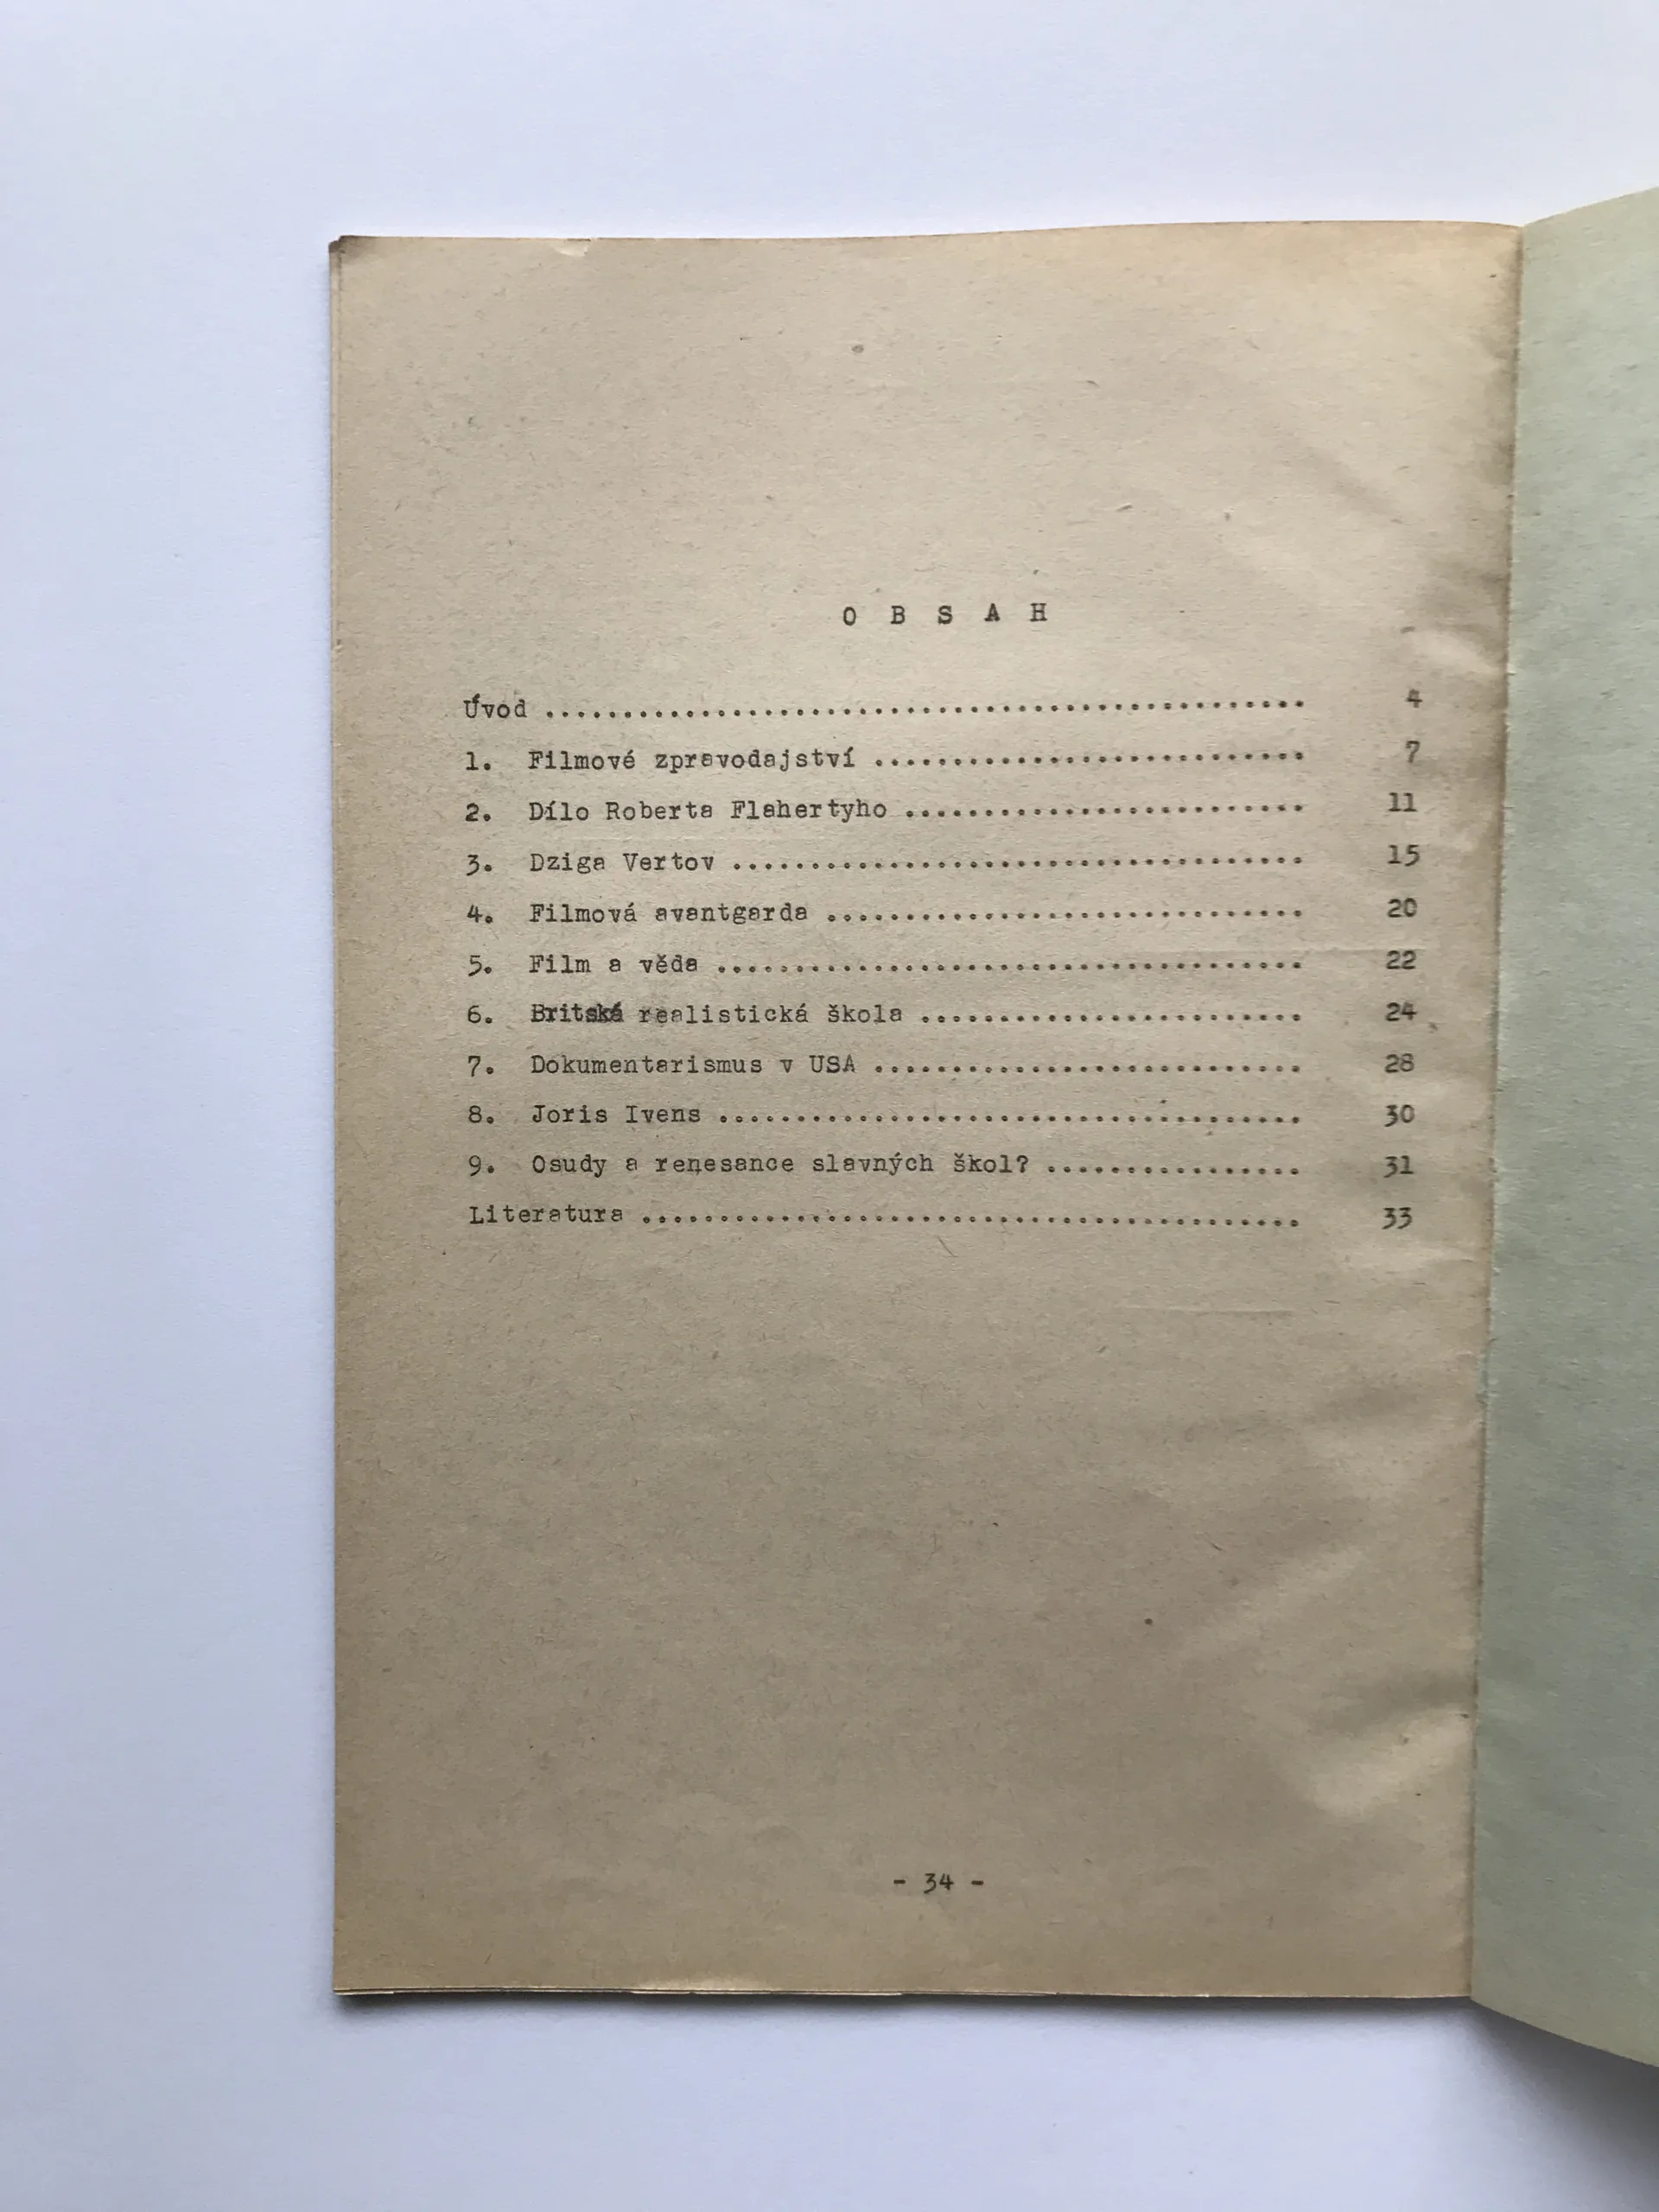 O B S A H
Úvod ................................................. 4
1. Filmové zpravodajství ............................ 7
2. Dílo Roberta Flahertyho .......................... 11
3. Dziga Vertov ..................................... 15
4. Filmová avantgarda ............................... 20
5. Film a věda ...................................... 22
6. Britská realistická škola ........................ 24
7. Dokumentarismus v USA ............................ 28
8. Joris Ivens ...................................... 30
9. Osudy a renesance slavných škol? ................. 31
Literatura .......................................... 33
- 34 -